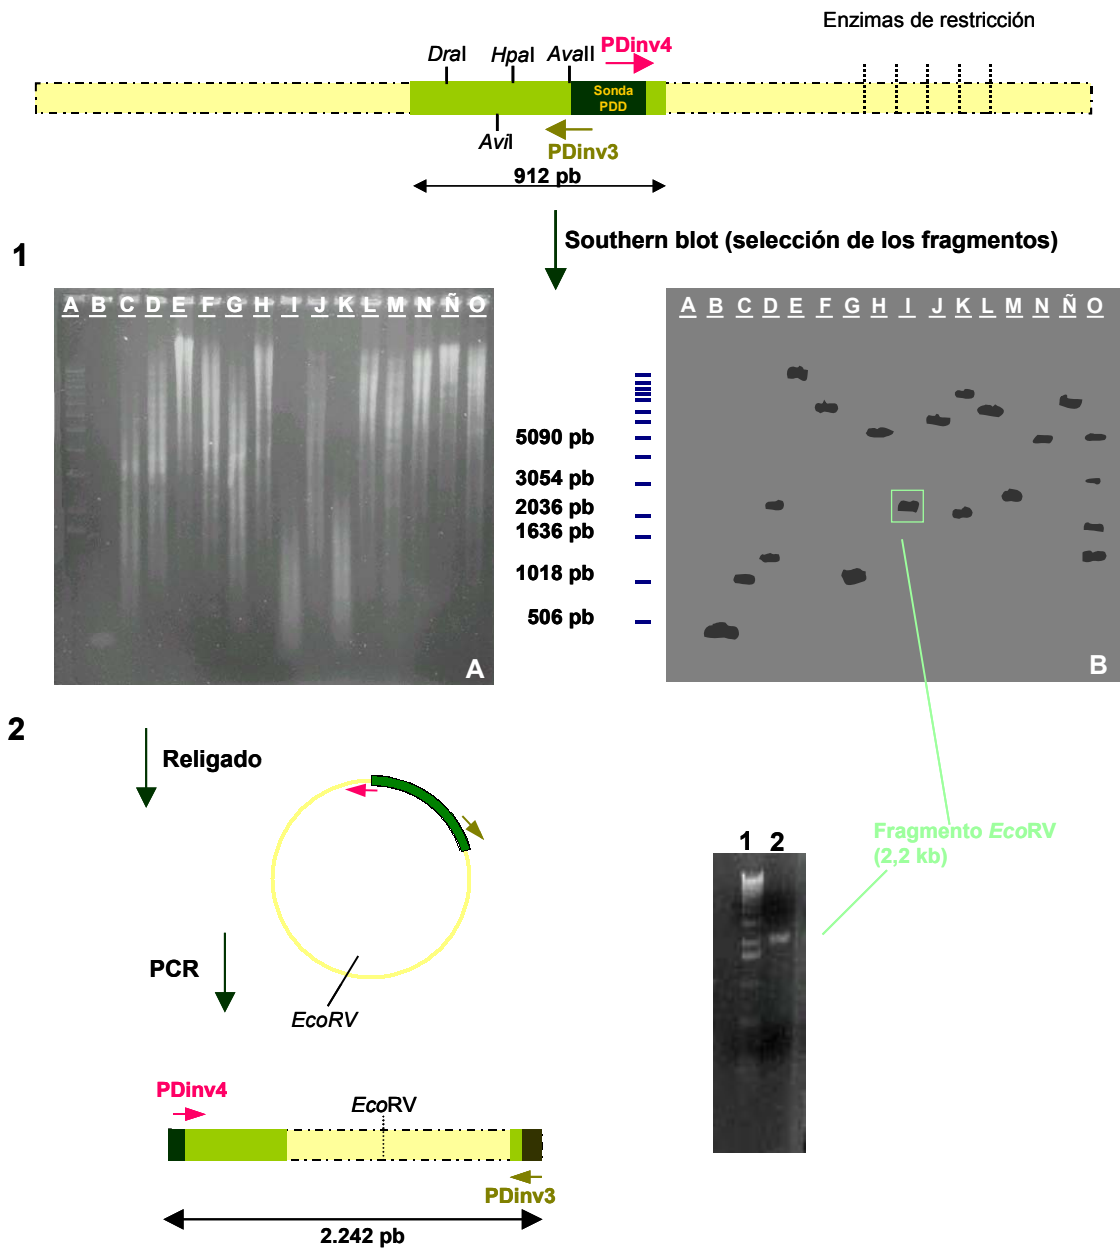 Enzimas de restricción
DraI
HpaI
AvaII
PDinv4
Sonda
PDD
AviI
PDinv3
912 pb
Southern blot (selección de los fragmentos)
1
A B C D E F G H I J K L M N Ñ O
A
5090 pb
3054 pb
2036 pb
1636 pb
1018 pb
506 pb
A B C D E F G H I J K L M N Ñ O
B
2
Religado
EcoRV
PCR
Fragmento EcoRV
(2,2 kb)
1 2
PDinv4
EcoRV
PDinv3
2.242 pb